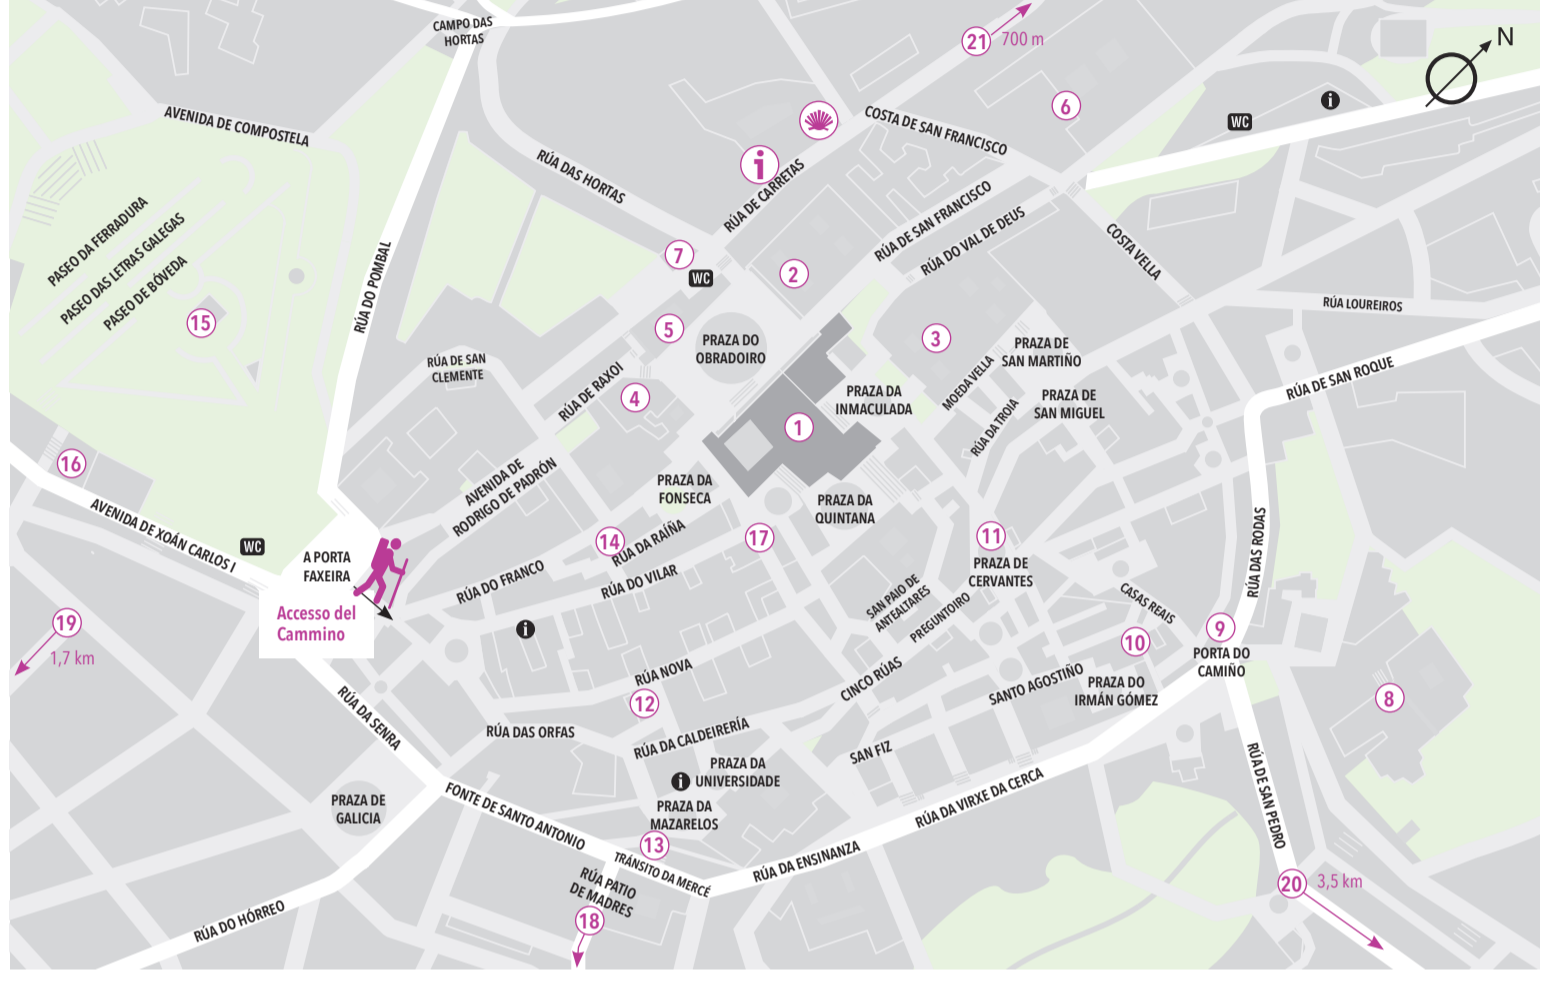 CAMPO DAS
HORTAS
21
700 m
N
AVENIDA DE COMPOSTELA
6
WC
i
COSTA DE SAN FRANCISCO
i
RÚA DAS HORTAS
RÚA DE CARRETAS
PASEO DA FERRADURA
PASEO DAS LETRAS GALEGAS
PASEO DE BÓVEDA
15
RÚA DO POMBAL
7
WC
2
RÚA DE SAN FRANCISCO
RÚA DO VAL DE DEUS
COSTA VELLA
RÚA LOUREIROS
5
PRAZA DO
OBRADOIRO
3
PRAZA DE
SAN MARTIÑO
RÚA DE SAN
CLEMENTE
RÚA DE RAXOI
4
PRAZA DA
INMACULADA
MOEDA VELLA
PRAZA DE
SAN MIGUEL
RÚA DE SAN ROQUE
1
RÚA DA TROIA
16
AVENIDA DE
RODRIGO DE PADRÓN
PRAZA DA
FONSECA
PRAZA DA
QUINTANA
AVENIDA DE XOÁN CARLOS I
WC
A PORTA
FAXEIRA
Accesso del
Cammino
14
RÚA DA RAÍÑA
17
11
PRAZA DE
CERVANTES
RÚA DAS RODAS
RÚA DO FRANCO
RÚA DO VILAR
SAN PAIO DE
ANTEALTARES
PREGUNTOIRO
CASAS REAIS
19
1,7 km
i
10
9
PORTA DO
CAMIÑO
RÚA NOVA
CINCO RÚAS
SANTO AGOSTIÑO
PRAZA DO
IRMÁN GÓMEZ
8
12
RÚA DA SENRA
RÚA DAS ORFAS
RÚA DA CALDEIRERÍA
SAN FIZ
i
PRAZA DA
UNIVERSIDADE
RÚA DE SAN PEDRO
PRAZA DE
GALICIA
FONTE DE SANTO ANTONIO
PRAZA DA
MAZARELOS
RÚA DA VIRXE DA CERCA
13
TRÁNSITO DA MERCÉ
RÚA DA ENSINANZA
RÚA PATIO
DE MADRES
20
3,5 km
RÚA DO HÓRREO
18